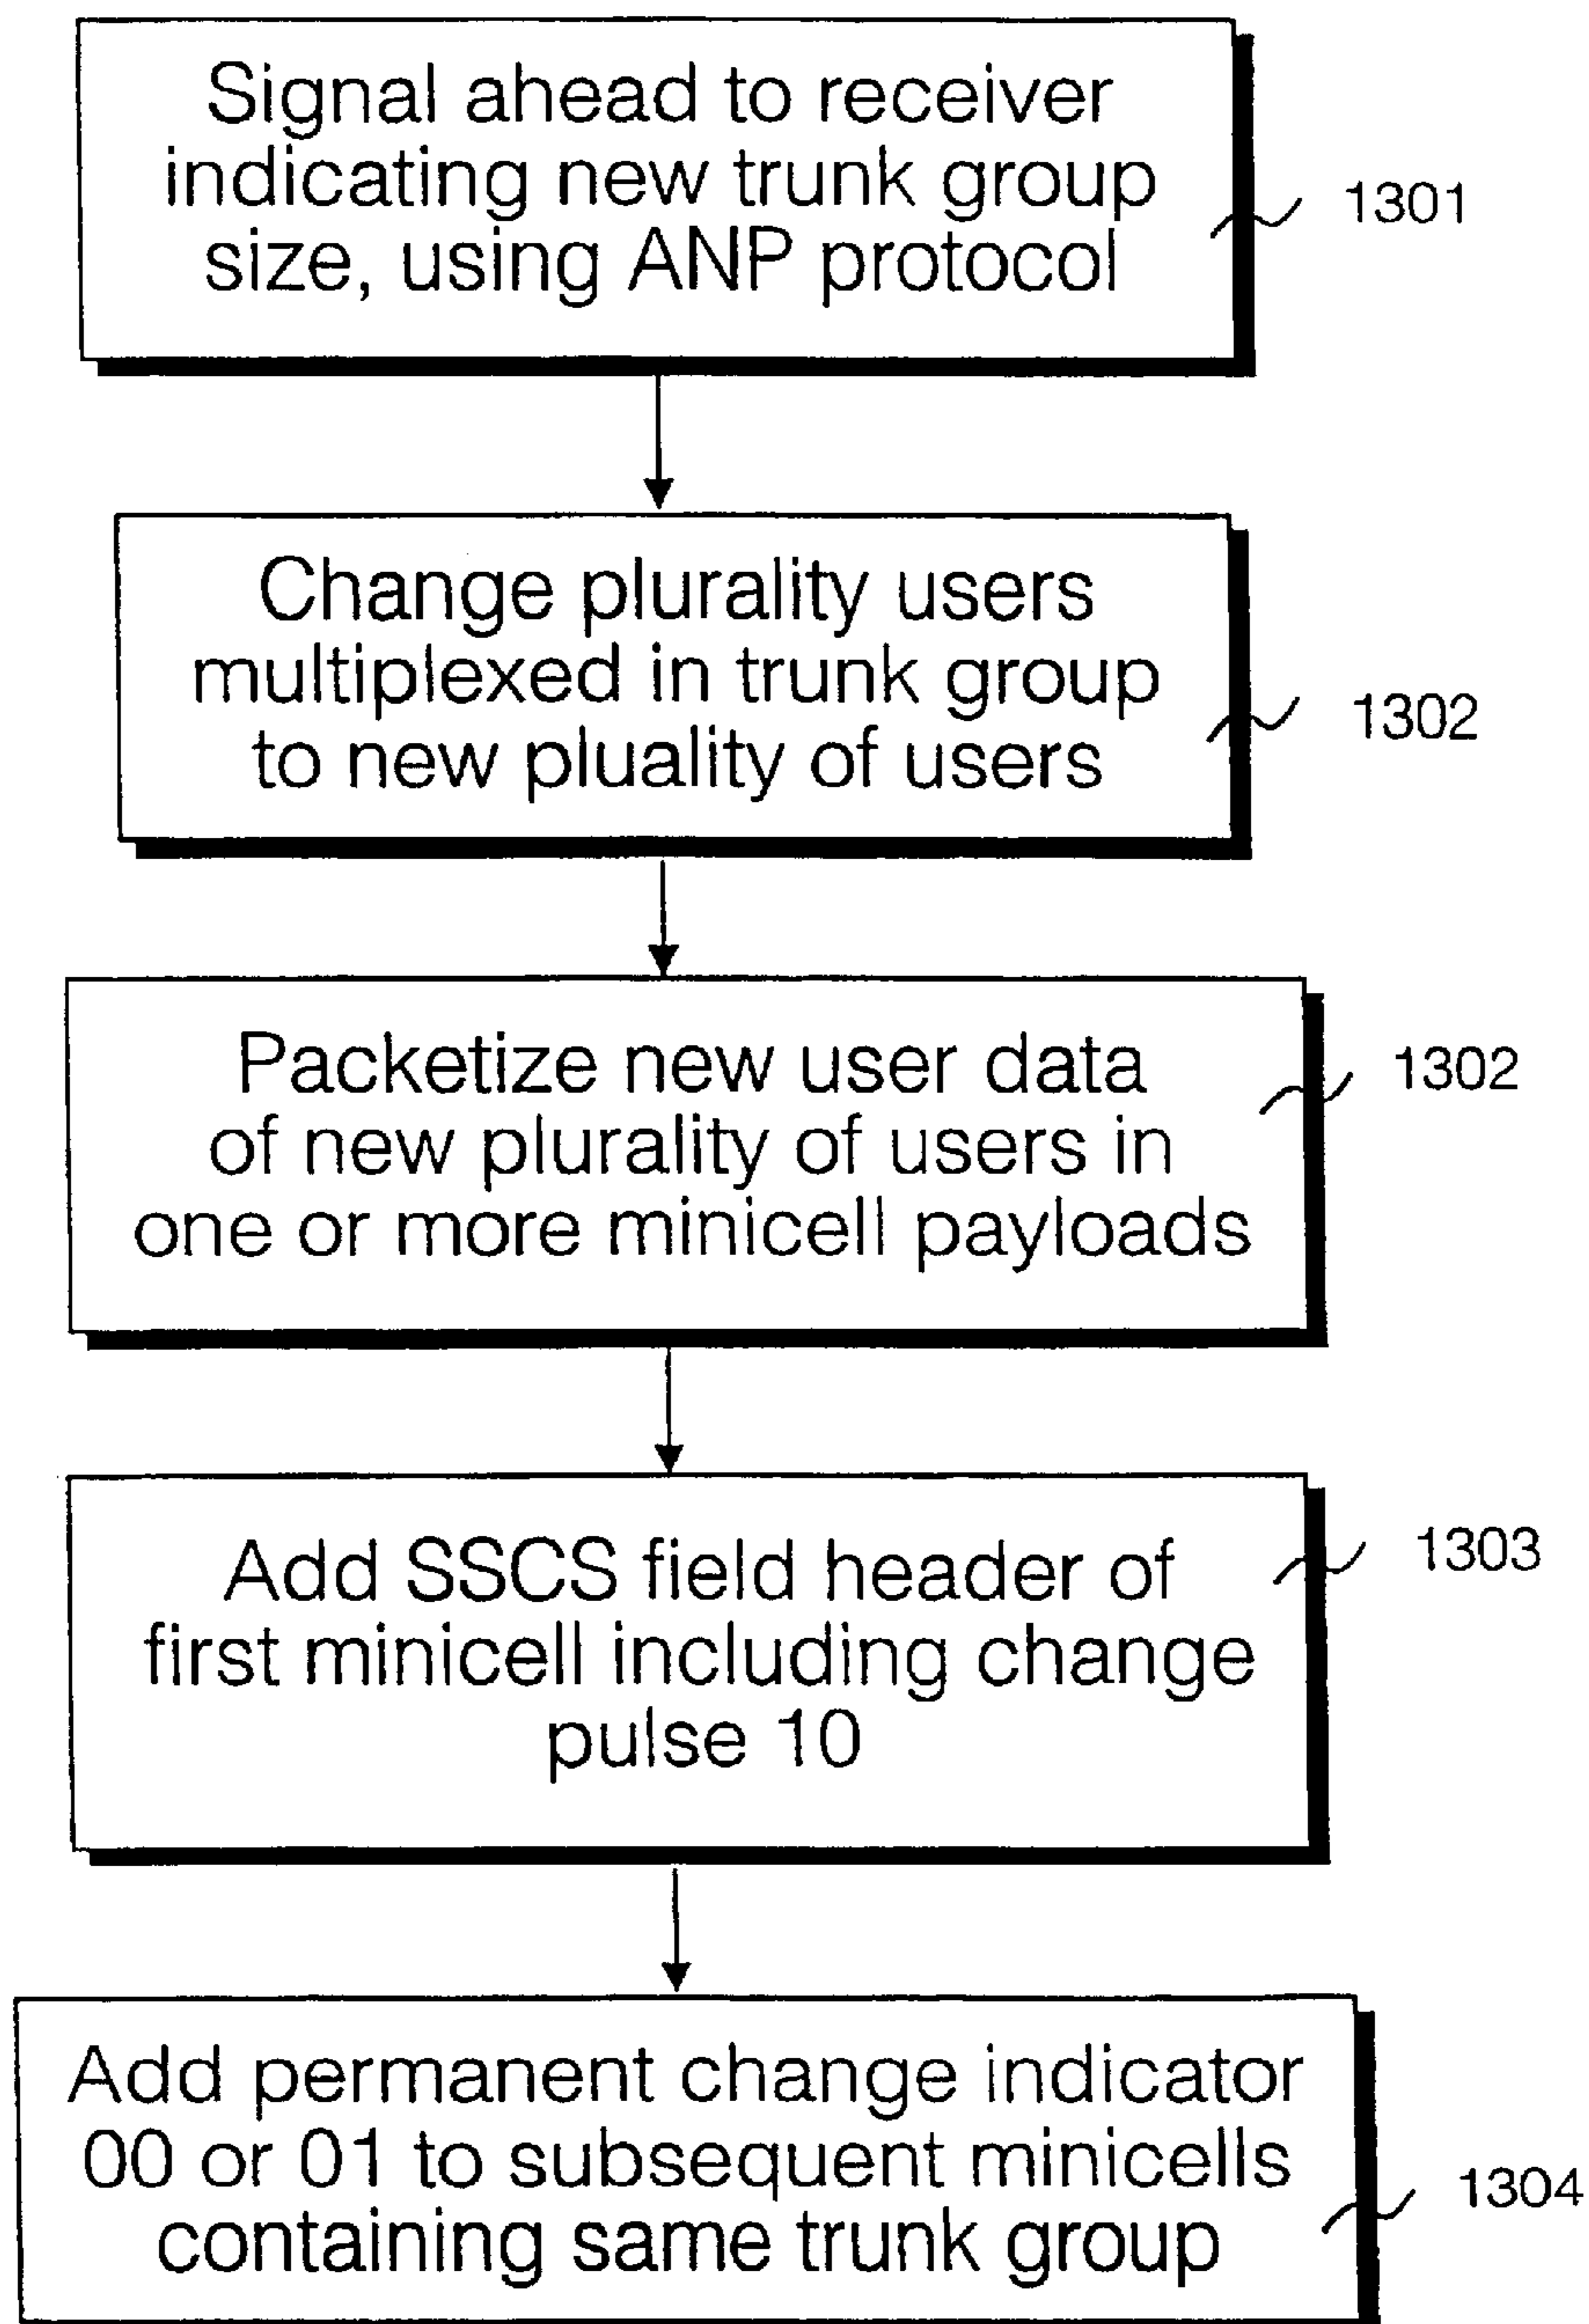 Signal ahead to receiver
indicating new trunk group
size, using ANP protocol
1301
Change plurality users
multiplexed in trunk group
to new pluality of users
1302
Packetize new user data
of new plurality of users in
one or more minicell payloads
1302
Add SSCS field header of
first minicell including change
pulse 10
1303
Add permanent change indicator
00 or 01 to subsequent minicells
containing same trunk group
1304